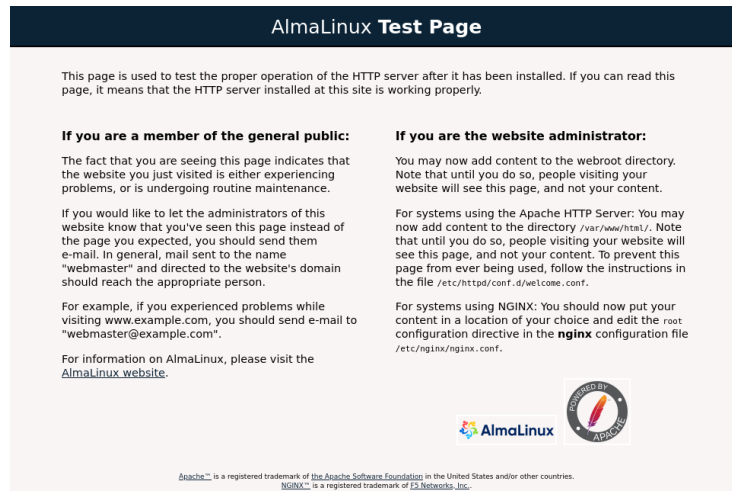 AlmaLinux Test Page
This page is used to test the proper operation of the HTTP server after it has been installed. If you can read this
page, it means that the HTTP server installed at this site is working properly.
If you are a member of the general public:
The fact that you are seeing this page indicates that
the website you just visited is either experiencing
problems, or is undergoing routine maintenance.
If you would like to let the administrators of this
website know that you've seen this page instead of
the page you expected, you should send them
e-mail. In general, mail sent to the name
"webmaster" and directed to the website's domain
should reach the appropriate person.
For example, if you experienced problems while
visiting www.example.com, you should send e-mail to
"webmaster@example.com".
For information on AlmaLinux, please visit the
AlmaLinux website.
If you are the website administrator:
You may now add content to the webroot directory.
Note that until you do so, people visiting your
website will see this page, and not your content.
For systems using the Apache HTTP Server: You may
now add content to the directory /var/www/html/. Note
that until you do so, people visiting your website will
see this page, and not your content. To prevent this
page from ever being used, follow the instructions in
the file /etc/httpd/conf.d/welcome.conf.
For systems using NGINX: You should now put your
content in a location of your choice and edit the root
configuration directive in the nginx configuration file
/etc/nginx/nginx.conf.
AlmaLinux
POWERED BY
APACHE
Apache™ is a registered trademark of the Apache Software Foundation in the United States and/or other countries.
NGINX™ is a registered trademark of F5 Networks, Inc..